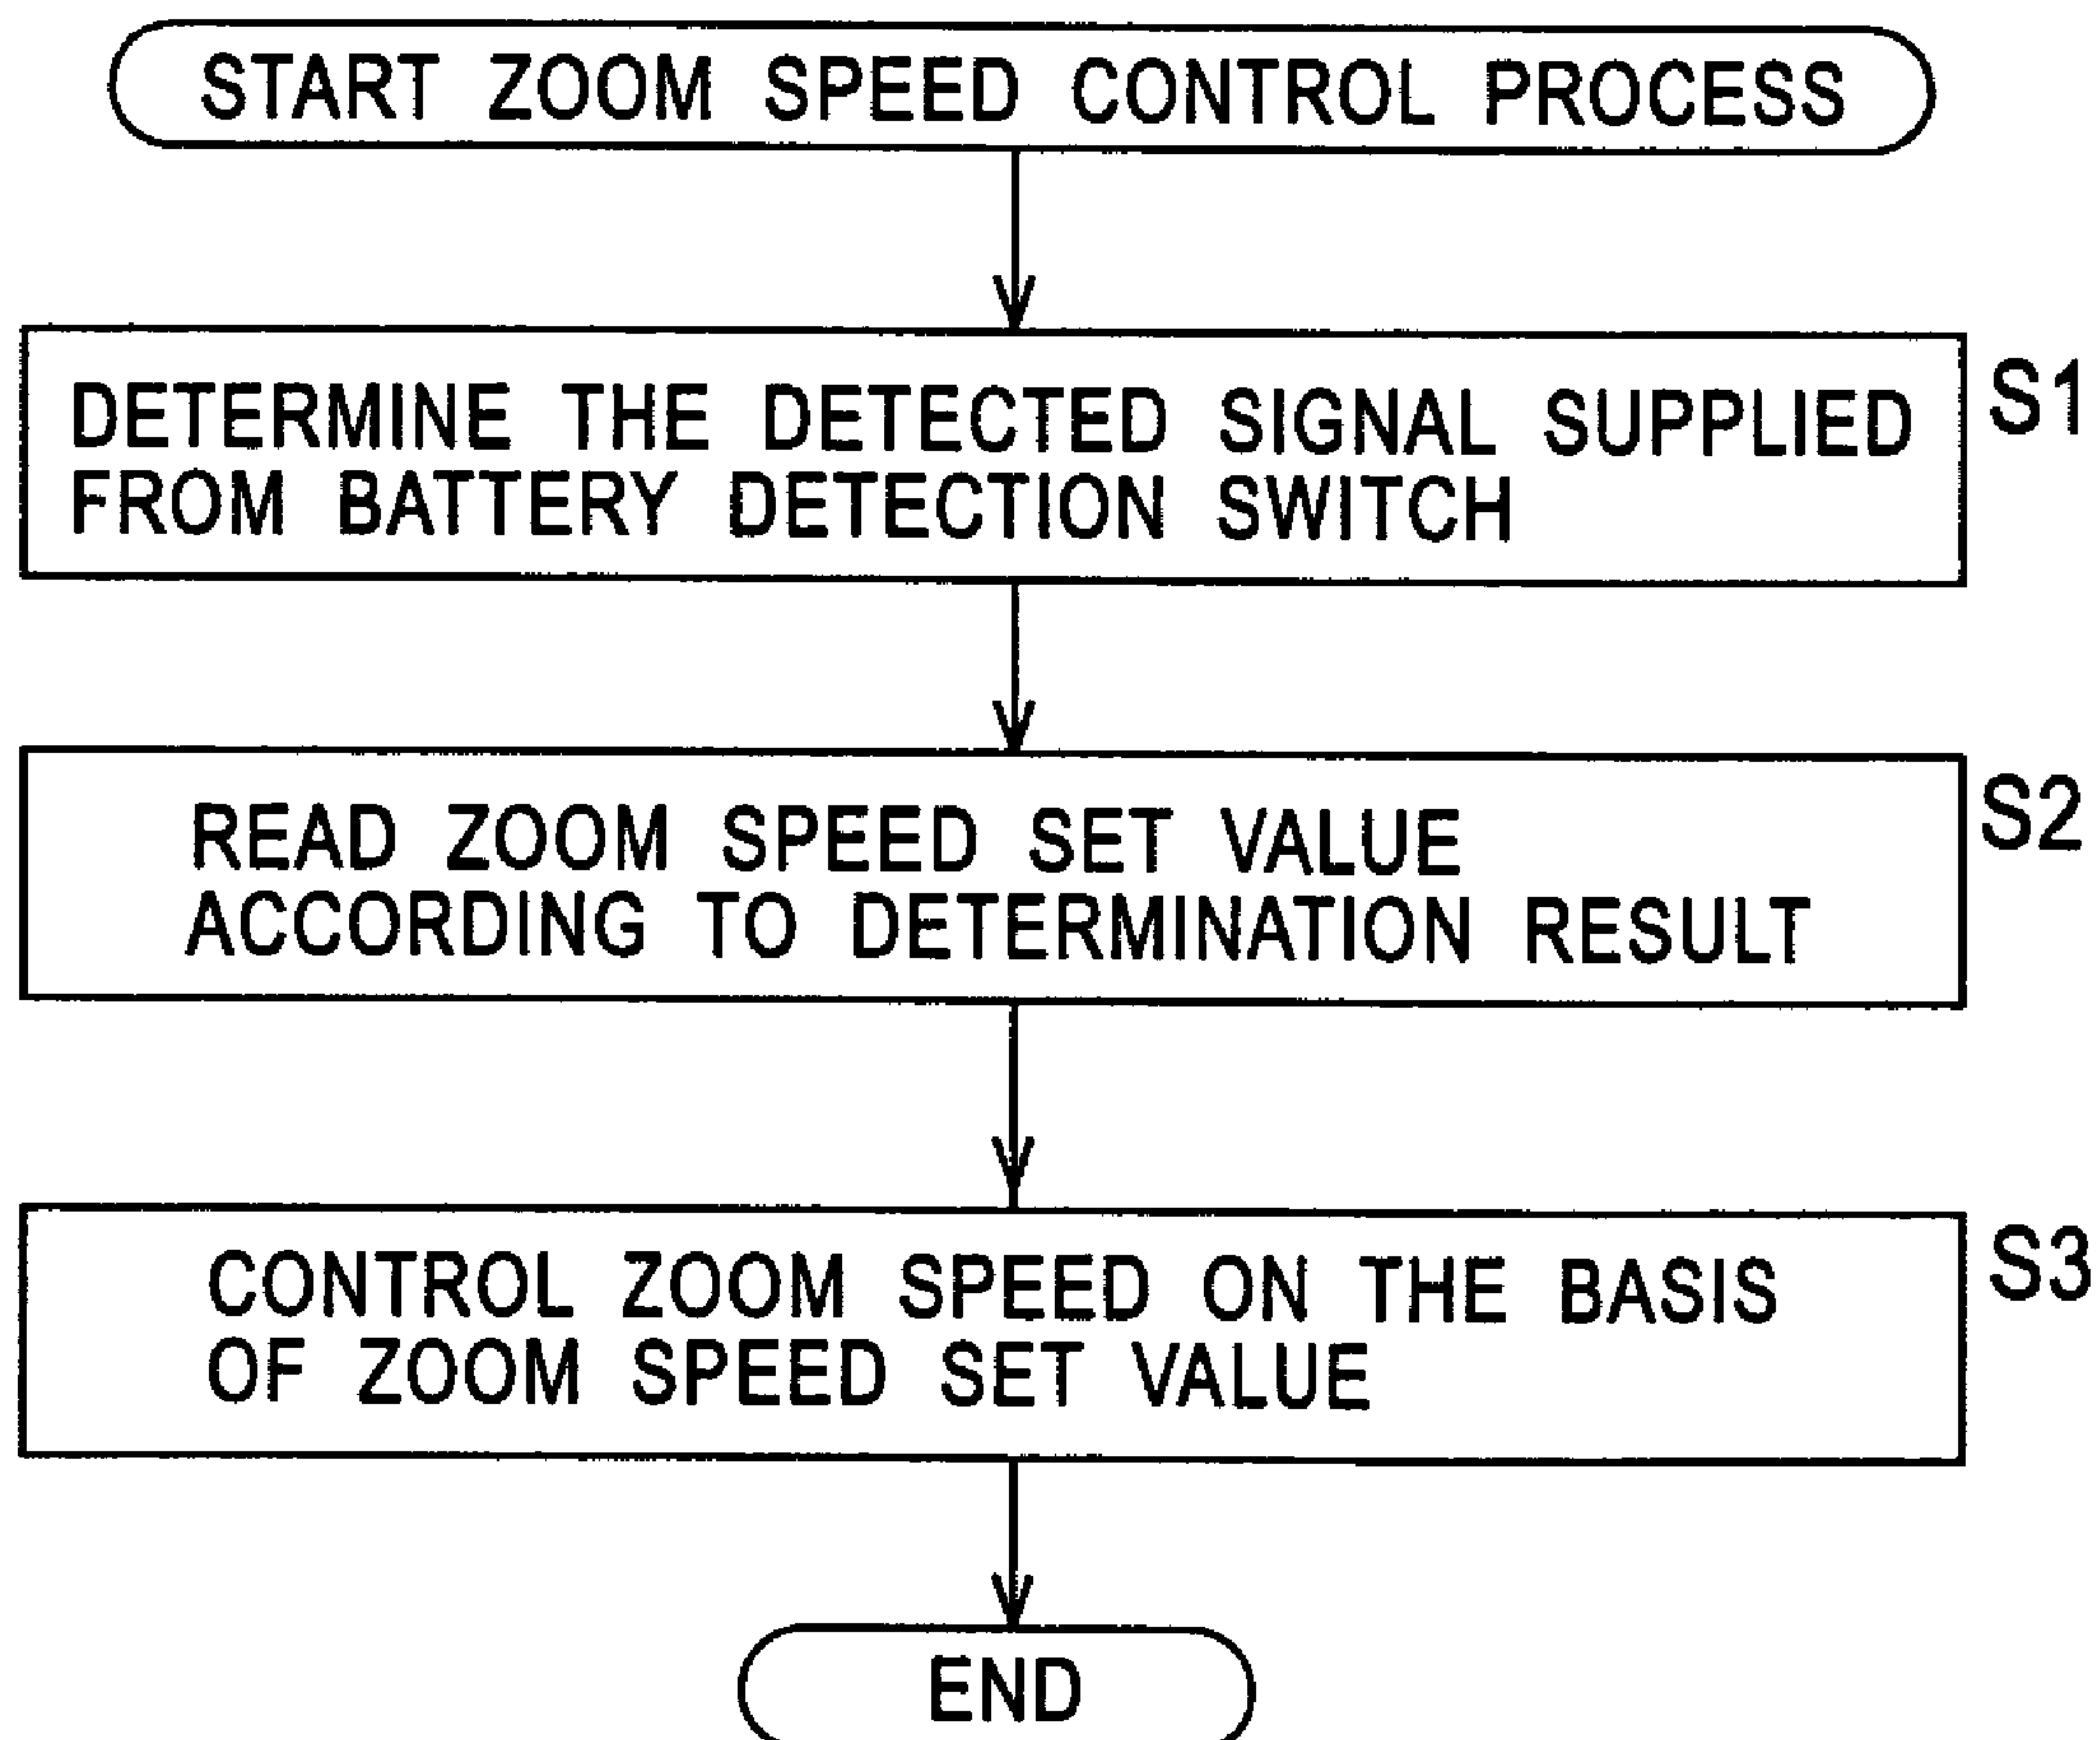 START ZOOM SPEED CONTROL PROCESS
DETERMINE THE DETECTED SIGNAL SUPPLIED
FROM BATTERY DETECTION SWITCH
S1
READ ZOOM SPEED SET VALUE
ACCORDING TO DETERMINATION RESULT
S2
CONTROL ZOOM SPEED ON THE BASIS
OF ZOOM SPEED SET VALUE
S3
END